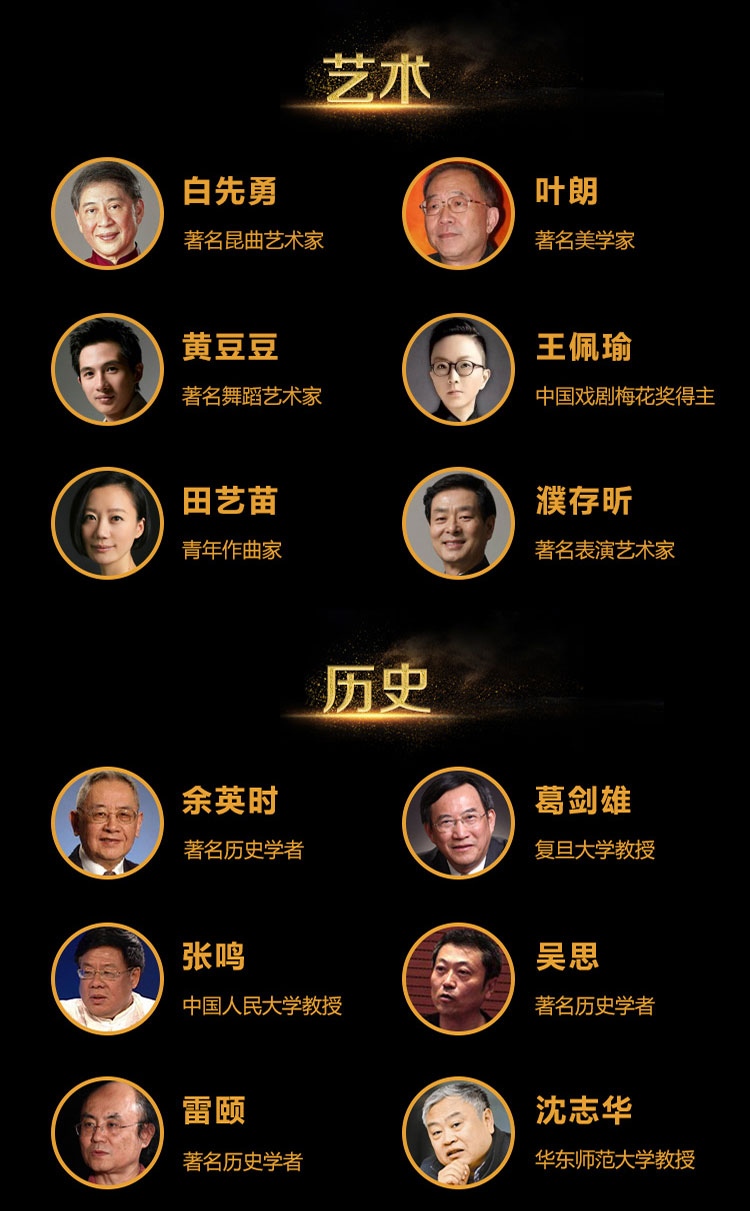 艺术
白先勇
叶朗
著名昆曲艺术家
著名美学家
黄豆豆
王佩瑜
著名舞蹈艺术家
中国戏剧梅花奖得主
田艺苗
濮存昕
青年作曲家
著名表演艺术家
历史
余英时
葛剑雄
著名历史学者
复旦大学教授
张鸣
吴思
中国人民大学教授
著名历史学者
雷颐
沈志华
著名历史学者
华东师范大学教授